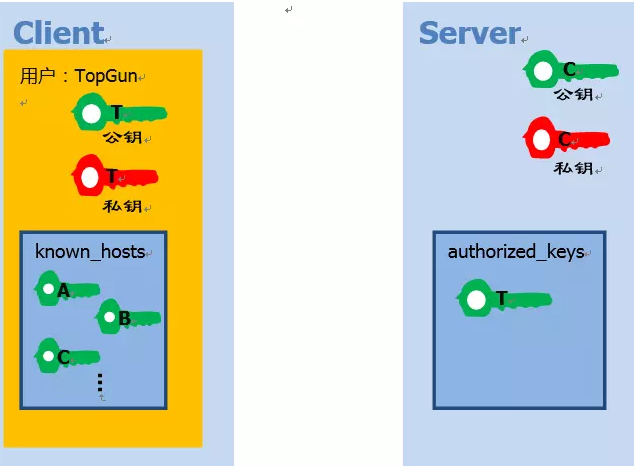 Client
用户：TopGun
T
公钥
T
私钥
known_hosts
A
B
C
Server
C
公钥
C
私钥
authorized_keys
T